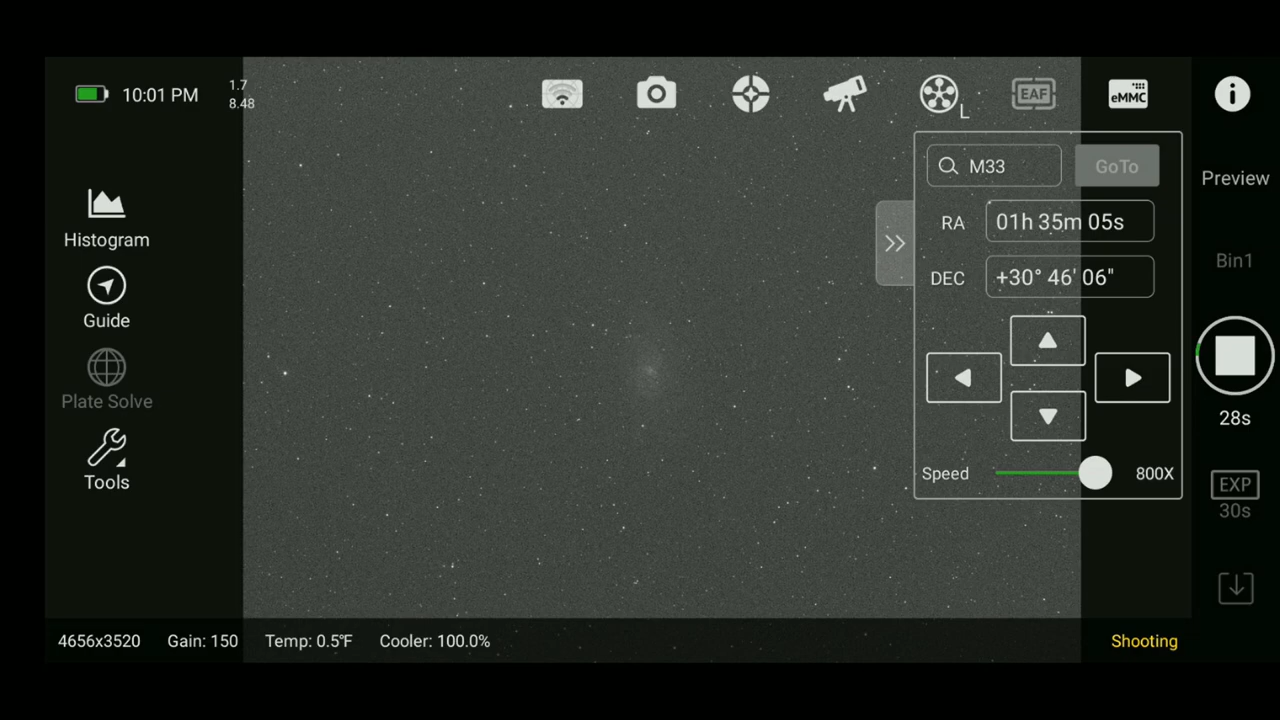 10:01 PM
1.7
8.48
L
EAF
eMMC
M33
GoTo
RA
01h 35m 05s
DEC
+30° 46' 06"
Speed
800X
Histogram
Guide
Plate Solve
Tools
Preview
Bin1
28s
EXP
30s
4656x3520
Gain: 150
Temp: 0.5℉
Cooler: 100.0%
Shooting